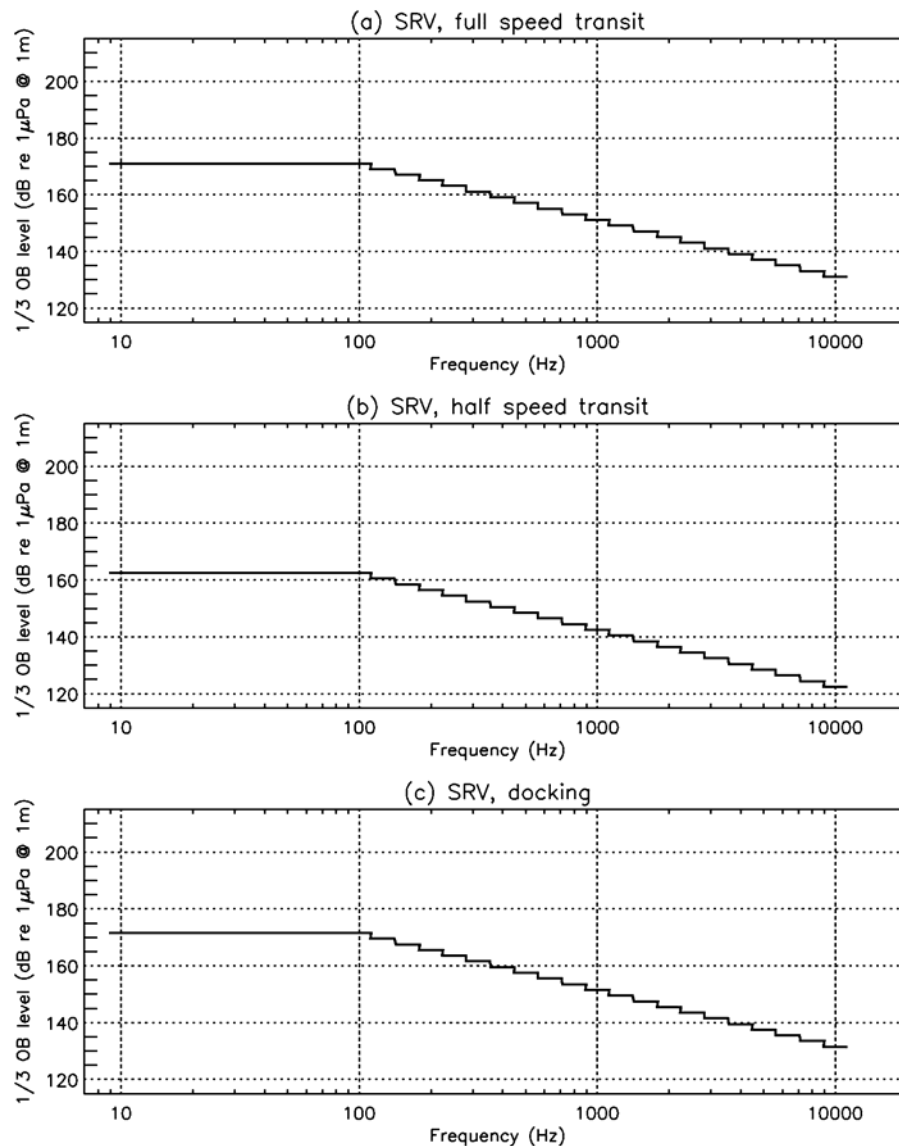 (a) SRV, full speed transit
1/3 OB level (dB re 1μPa @ 1m)
200
180
160
140
120
10 100 1000 10000
Frequency (Hz)
(b) SRV, half speed transit
1/3 OB level (dB re 1μPa @ 1m)
200
180
160
140
120
10 100 1000 10000
Frequency (Hz)
(c) SRV, docking
1/3 OB level (dB re 1μPa @ 1m)
200
180
160
140
120
10 100 1000 10000
Frequency (Hz)